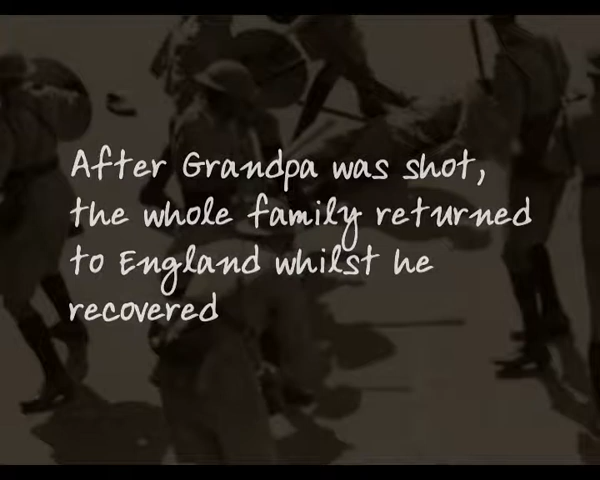 After Grandpa was shot,
the whole family returned
to England whilst he
recovered